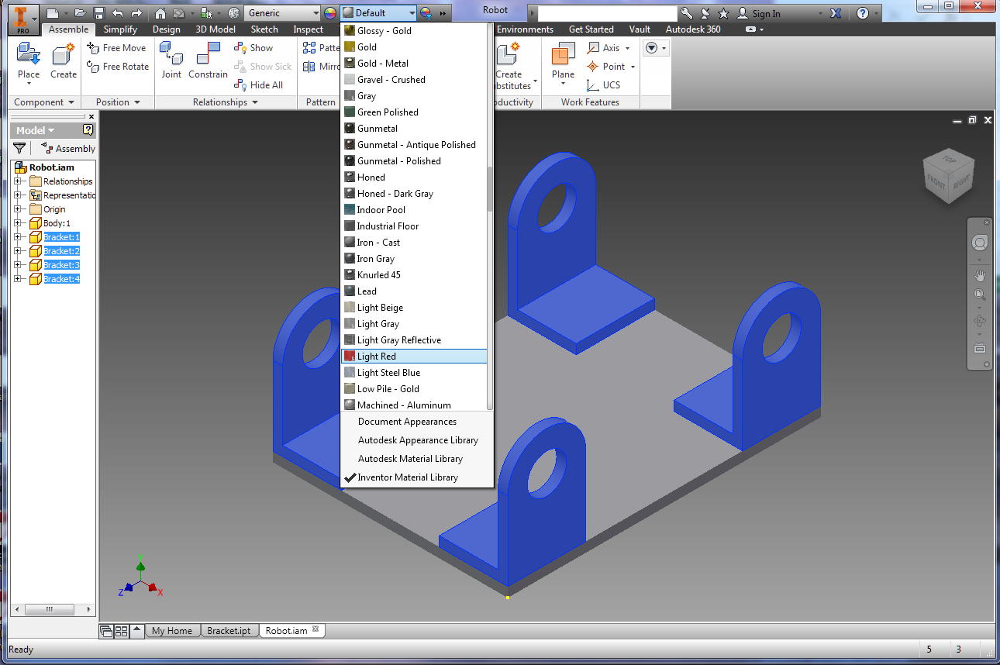 PRO
Generic
Default
Robot
Sign In
Assemble
Simplify
Design
3D Model
Sketch
Inspect
Environments
Get Started
Vault
Autodesk 360
Place
Create
Free Move
Free Rotate
Joint
Constrain
Show
Show Sick
Hide All
Patte
Mirro
Create
bstitutes
Plane
Axis
Point
UCS
Component
Position
Relationships
Pattern
oductivity
Work Features
Model
Assembly
Robot.iam
Relationships
Representatio
Origin
Body:1
Bracket:1
Bracket:2
Bracket:3
Bracket:4
Glossy - Gold
Gold
Gold - Metal
Gravel - Crushed
Gray
Green Polished
Gunmetal
Gunmetal - Antique Polished
Gunmetal - Polished
Honed
Honed - Dark Gray
Indoor Pool
Industrial Floor
Iron - Cast
Iron Gray
Knurled 45
Lead
Light Beige
Light Gray
Light Gray Reflective
Light Red
Light Steel Blue
Low Pile - Gold
Machined - Aluminum
Document Appearances
Autodesk Appearance Library
Autodesk Material Library
Inventor Material Library
TOP
FRONT
RIGHT
Y
Z
X
My Home
Bracket.ipt
Robot.iam
Ready
5
3